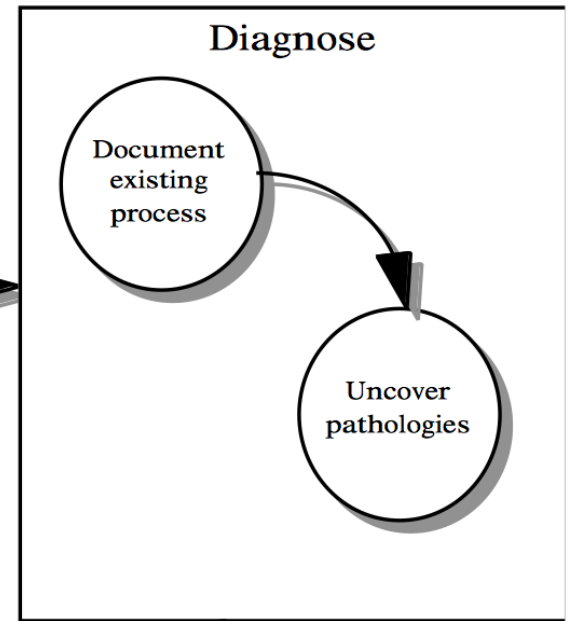 Diagnose
Document
existing
process
Uncover
pathologies